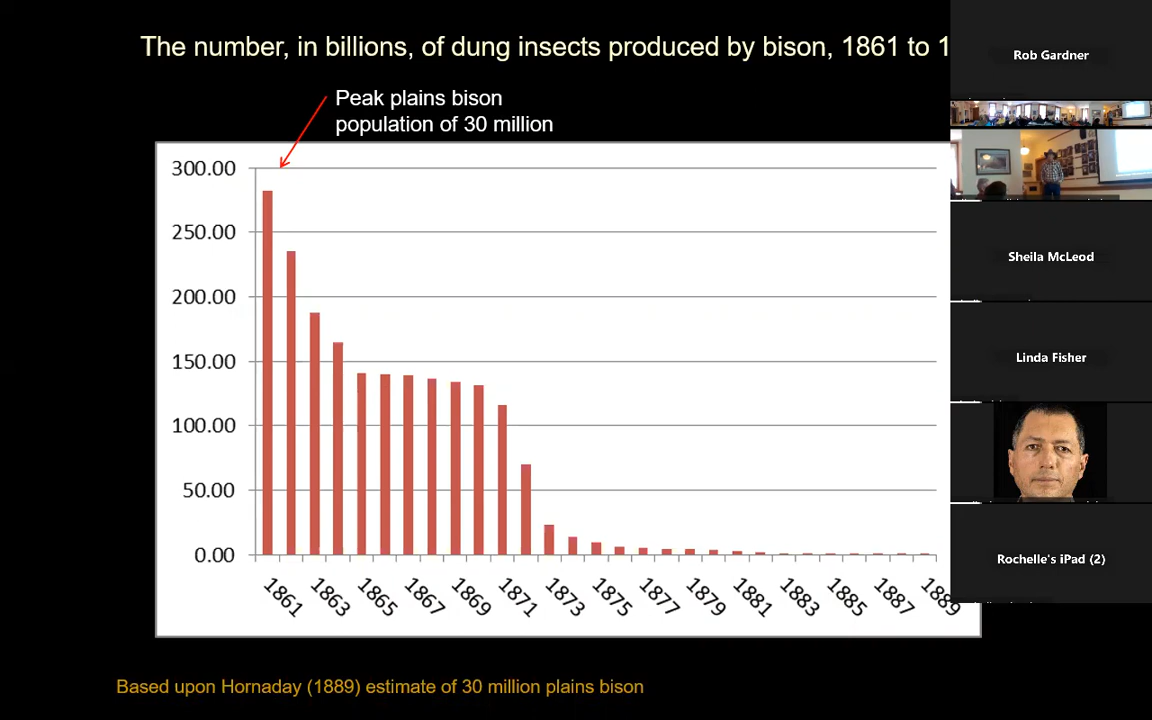 The number, in billions, of dung insects produced by bison, 1861 to 1
Peak plains bison
population of 30 million
300.00
250.00
200.00
150.00
100.00
50.00
0.00
1861
1863
1865
1867
1869
1871
1873
1875
1877
1879
1881
1883
1885
1887
1889
Based upon Hornaday (1889) estimate of 30 million plains bison
Rob Gardner
Sheila McLeod
Linda Fisher
Rochelle's iPad (2)